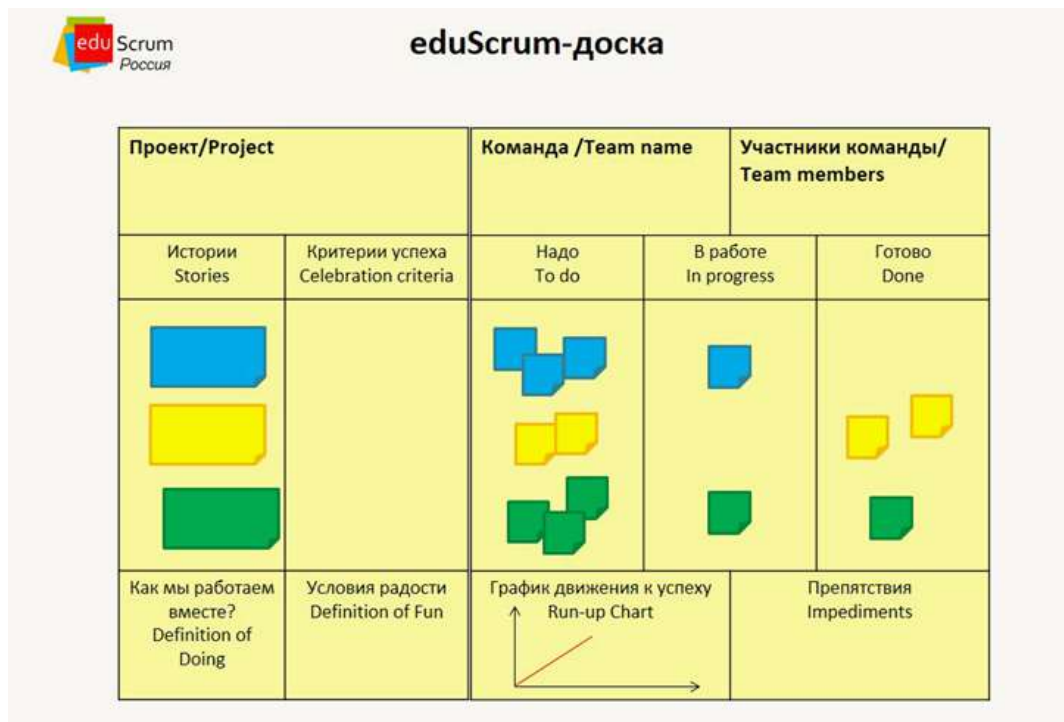 edu Scrum
Россия
eduScrum-доска
Проект/Project
Команда /Team name
Участники команды/
Team members
Истории
Stories
Критерии успеха
Celebration criteria
Надо
To do
В работе
In progress
Готово
Done
Как мы работаем
вместе?
Definition of
Doing
Условия радости
Definition of Fun
График движения к успеху
Run-up Chart
Препятствия
Impediments